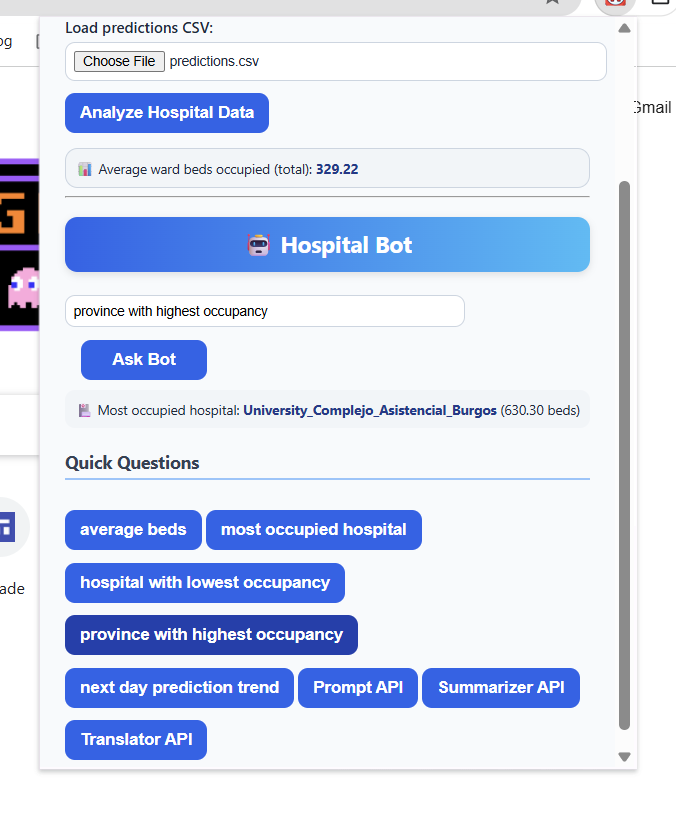 Load predictions CSV:
og
Choose File predictions.csv
Analyze Hospital Data
Gmail
Average ward beds occupied (total): 329.22
Hospital Bot
province with highest occupancy
Ask Bot
Most occupied hospital: University_Complejo_Asistencial_Burgos (630.30 beds)
Quick Questions
average beds most occupied hospital
hospital with lowest occupancy
ade
province with highest occupancy
next day prediction trend Prompt API Summarizer API
Translator API